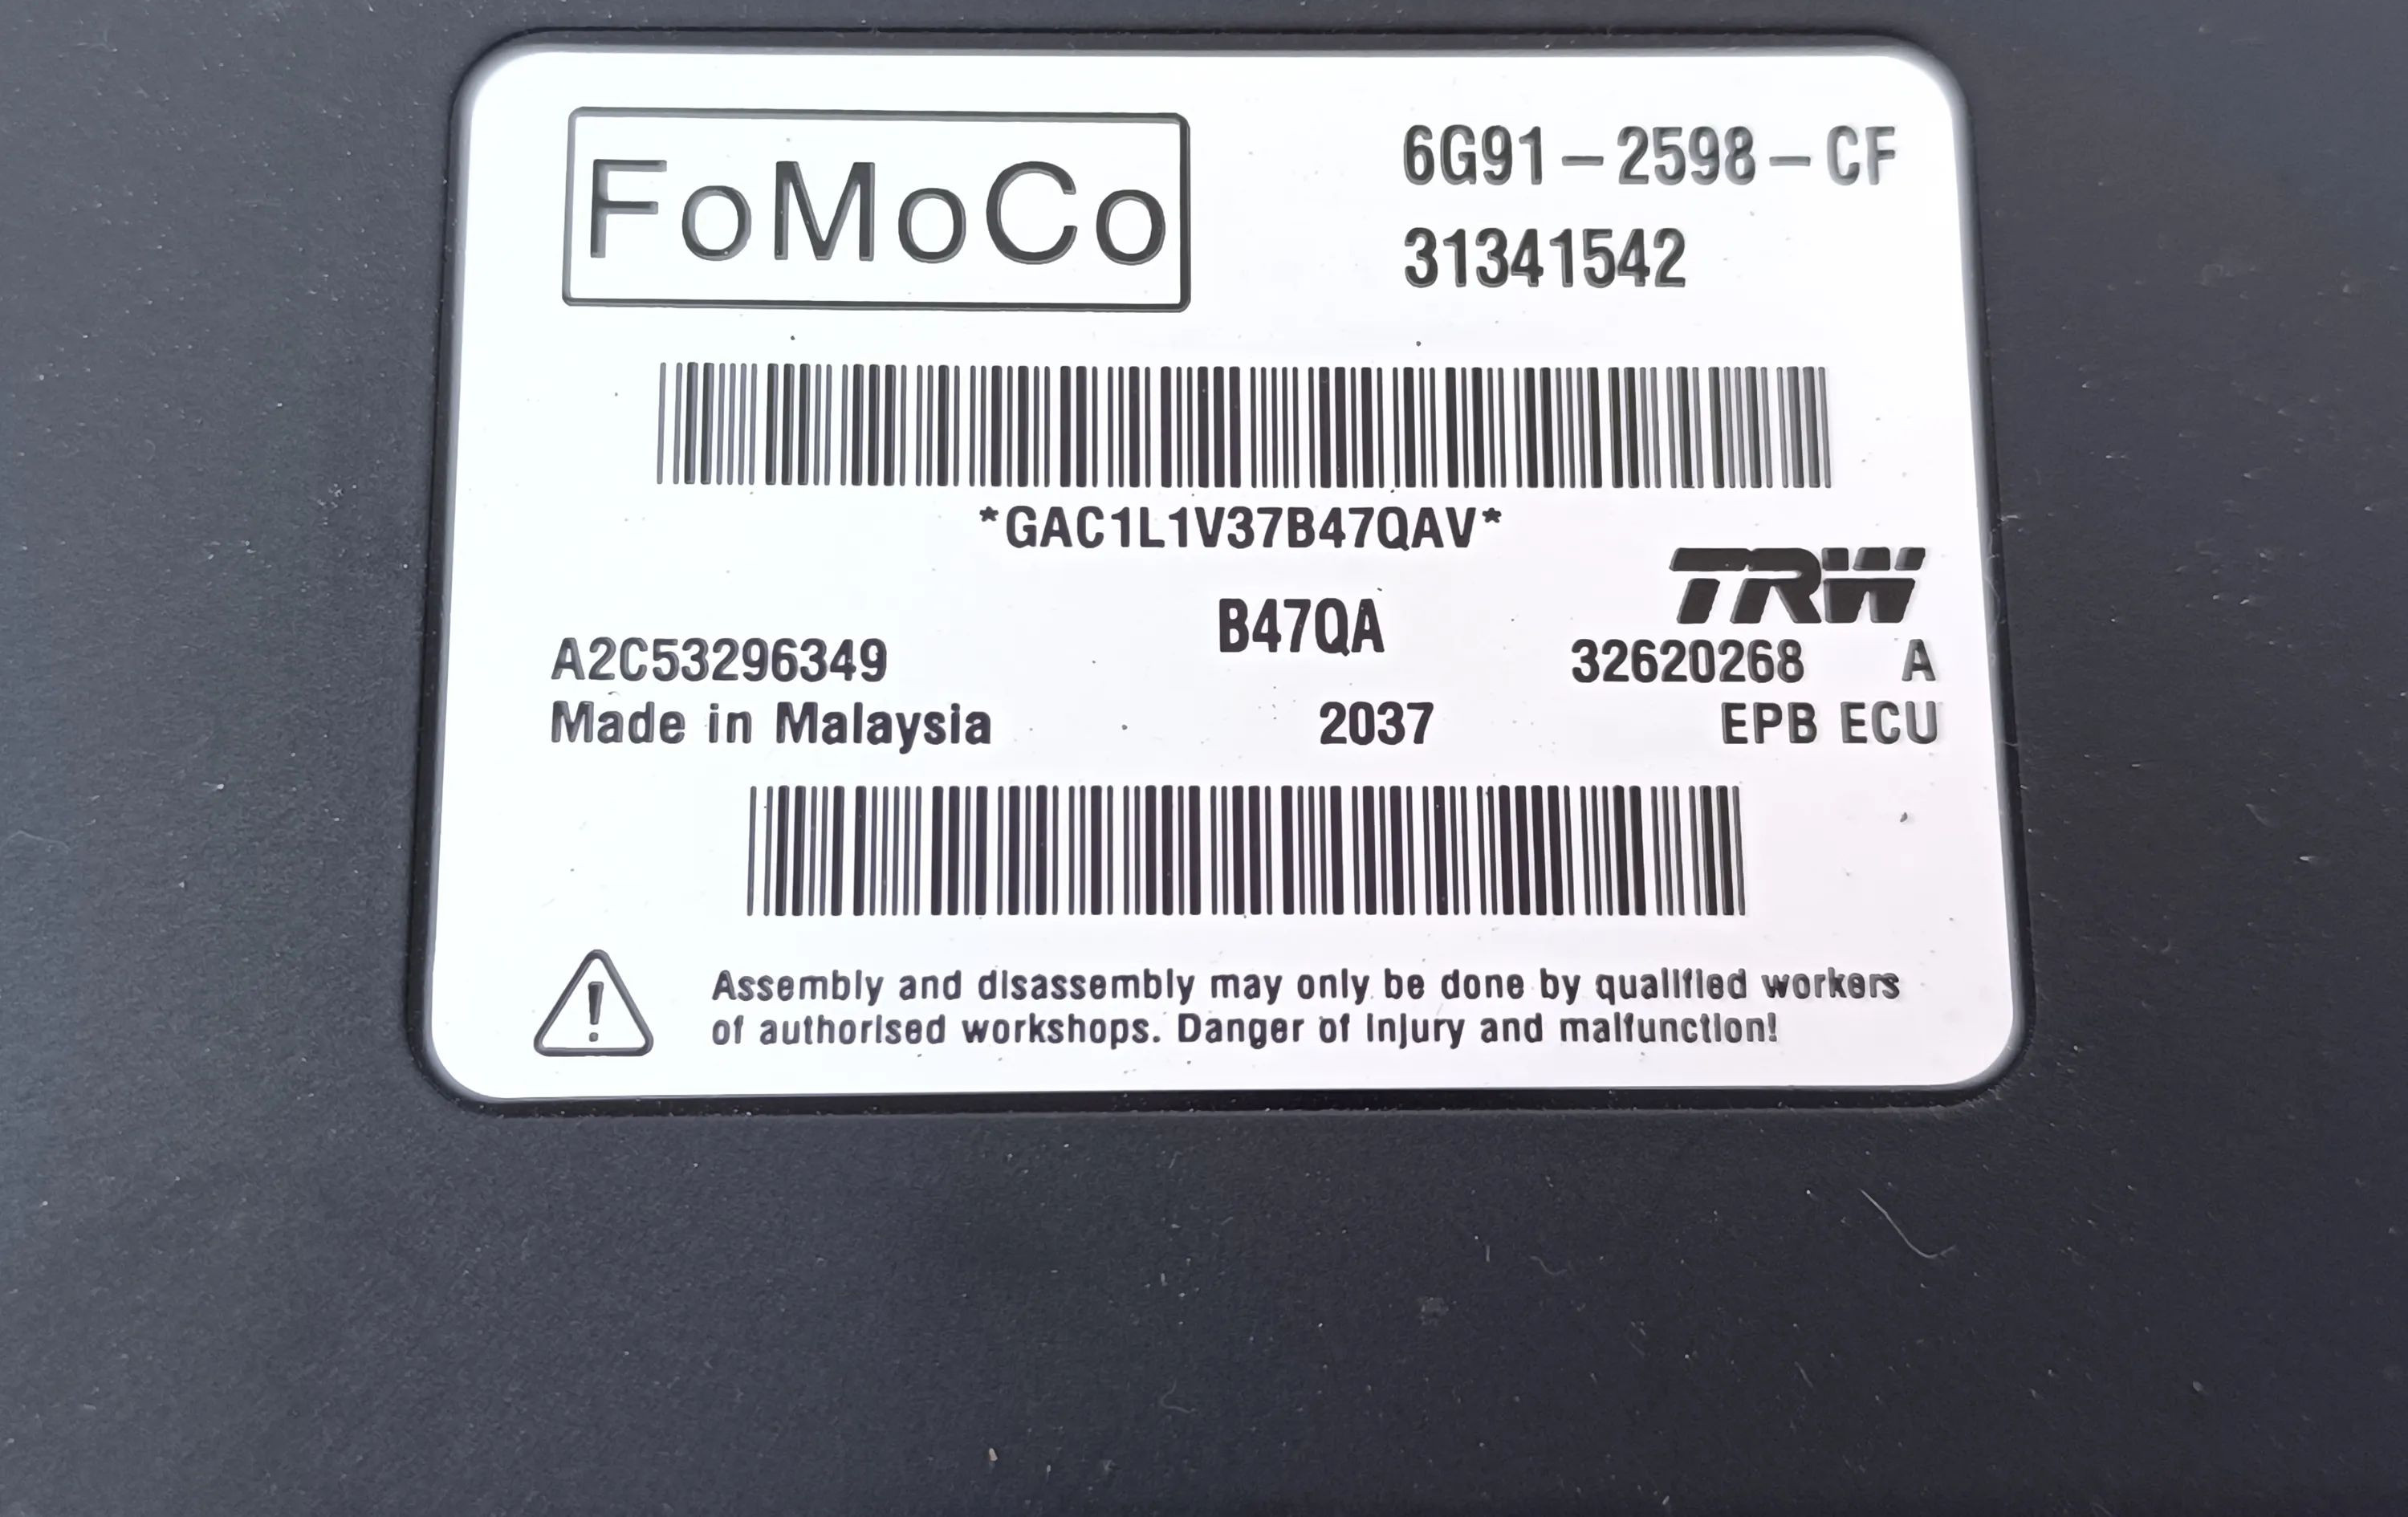 FoMoCo
6G91-2598-CF
31341542
*GAC1L1V37B47QAV*
TRW
B47QA
A2C53296349
32620268 A
Made in Malaysia
2037
EPB ECU
Assembly and disassembly may only be done by qualified workers
of authorised workshops. Danger of injury and malfunction!